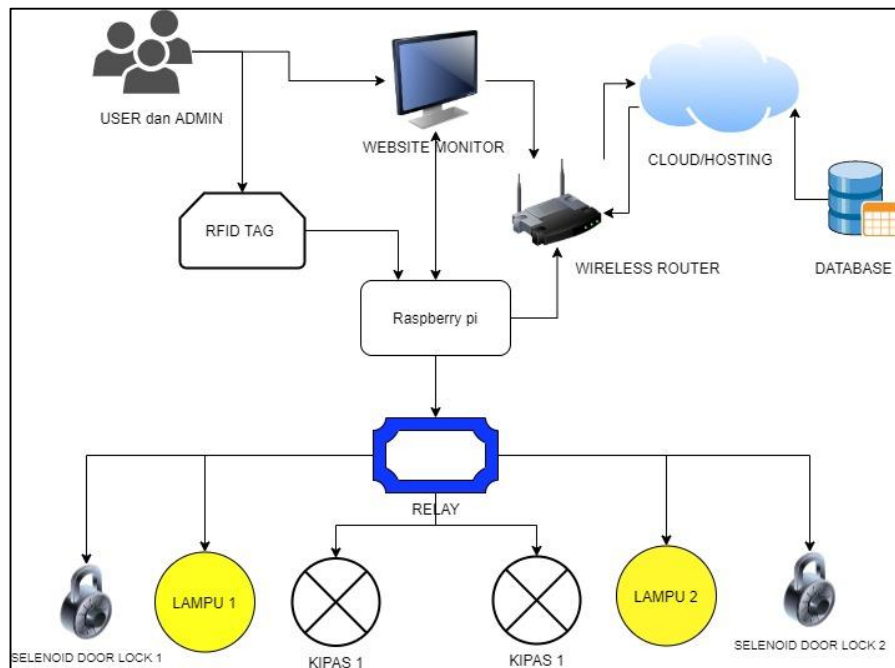 USER dan ADMIN
WEBSITE MONITOR
CLOUD/HOSTING
RFID TAG
WIRELESS ROUTER
DATABASE
Raspberry pi
RELAY
LAMPU 1
LAMPU 2
SELENOID DOOR LOCK 1
KIPAS 1
KIPAS 1
SELENOID DOOR LOCK 2